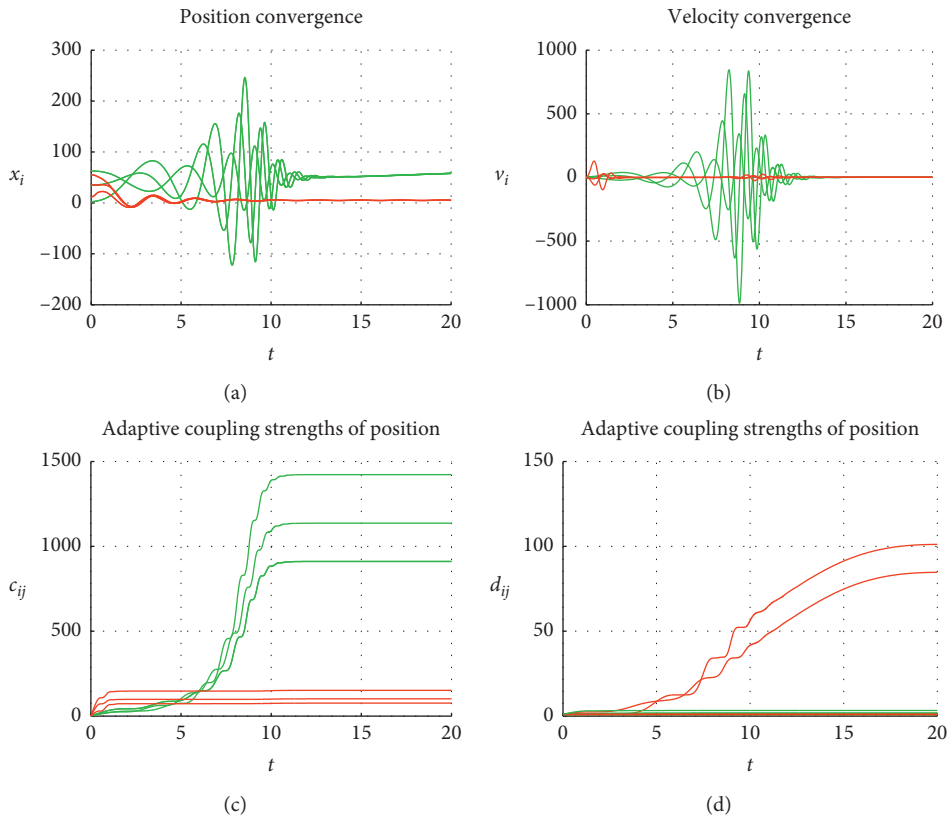 Position convergence
300
200
100
0
−100
−200
x_i
0 5 10 15 20
t
(a)
Velocity convergence
1000
500
0
−500
−1000
v_i
0 5 10 15 20
t
(b)
Adaptive coupling strengths of position
1500
1000
500
0
c_ij
0 5 10 15 20
t
(c)
Adaptive coupling strengths of position
150
100
50
0
d_ij
0 5 10 15 20
t
(d)